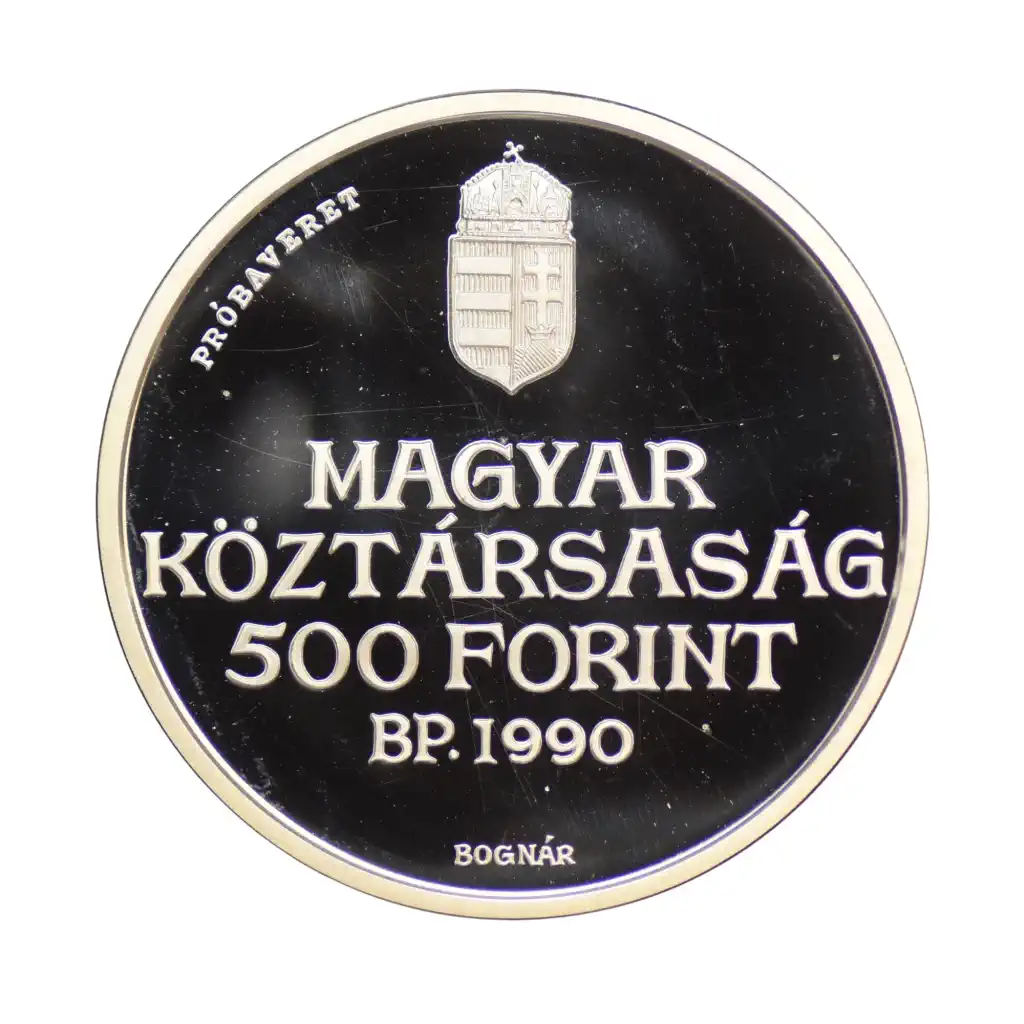 PRÓBAVERET
MAGYAR
KÖZTÁRSASÁG
500 FORINT
BP. 1990
BOGNÁR